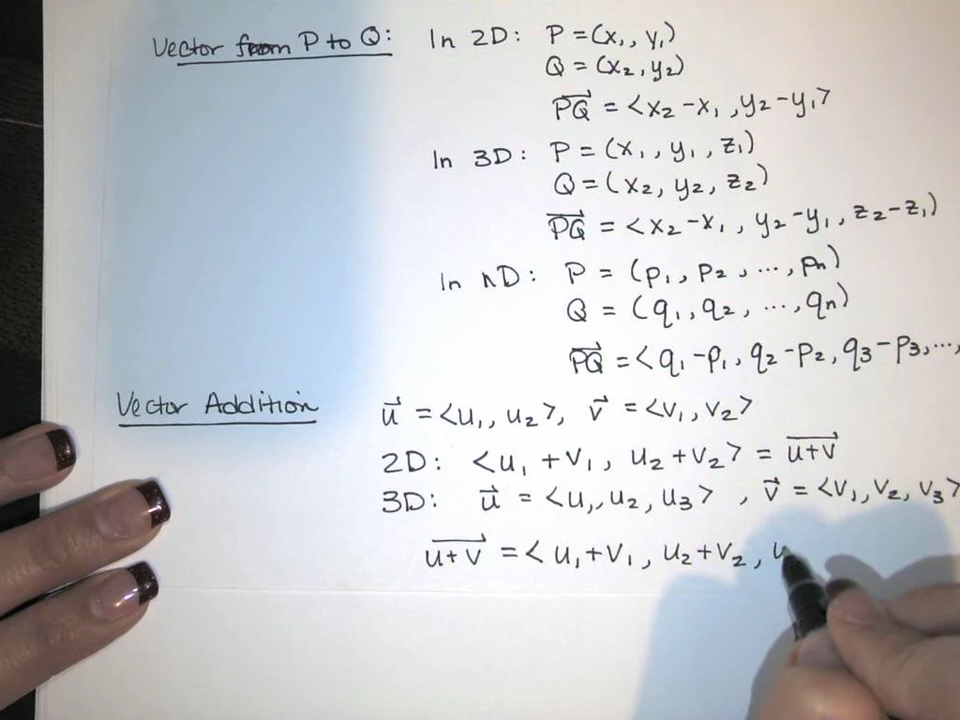 Vector from P to Q: In 2D: P = (x₁, y₁)
Q = (x₂, y₂)
P⃗Q⃗ = <x₂ - x₁, y₂ - y₁>
In 3D: P = (x₁, y₁, z₁)
Q = (x₂, y₂, z₂)
P⃗Q⃗ = <x₂ - x₁, y₂ - y₁, z₂ - z₁)
In nD: P = (p₁, p₂, ..., pn)
Q = (q₁, q₂, ..., qn)
P⃗Q⃗ = <q₁ - p₁, q₂ - p₂, q₃ - p₃, ...,
Vector Addition u⃗ = <u₁, u₂>, v⃗ = <v₁, v₂>
2D: <u₁ + v₁, u₂ + v₂> = u⃗+⃗v⃗
3D: u⃗ = <u₁, u₂, u₃>, v⃗ = <v₁, v₂, v₃>
u⃗+⃗v⃗ = <u₁ + v₁, u₂ + v₂, u